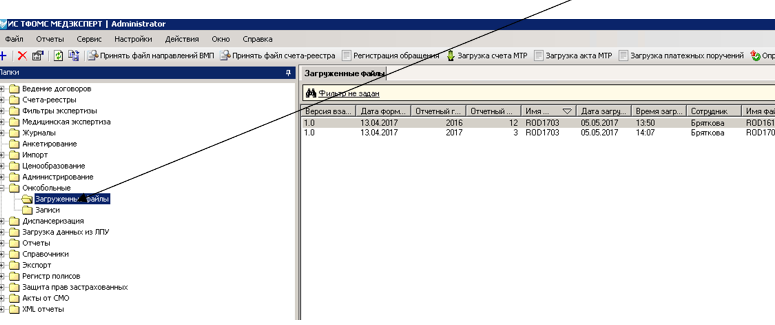 ИС ТФОМС МЕДЭКСПЕРТ | Administrator
Файл Отчеты Сервис Настройки Действия Окно Справка
Принять файл направлений ВМП Принять файл счета-реестра Регистрация обращения Загрузка счета МТР Загрузка акта МТР Загрузка платежных поручений Опр
Папки
Загруженные файлы
Фильтр не задан
Версия вза... Дата форм... Отчетный г... Отчетный ... Имя ... Дата загру... Время загр... Сотрудник Имя фай
1.0 13.04.2017 2016 12 ROD1703 05.05.2017 13:50 Бряткова ROD161
1.0 13.04.2017 2017 3 ROD1703 05.05.2017 14:07 Бряткова ROD170
Ведение договоров
Счета-реестры
Фильтры экспертизы
Медицинская экспертиза
Журналы
Анкетирование
Импорт
Ценообразование
Администрирование
Онкобольные
Загруженные файлы
Записи
Диспансеризация
Загрузка данных из ЛПУ
Отчеты
Справочники
Экспорт
Регистр полисов
Защита прав застрахованных
Акты от СМО
XML отчеты